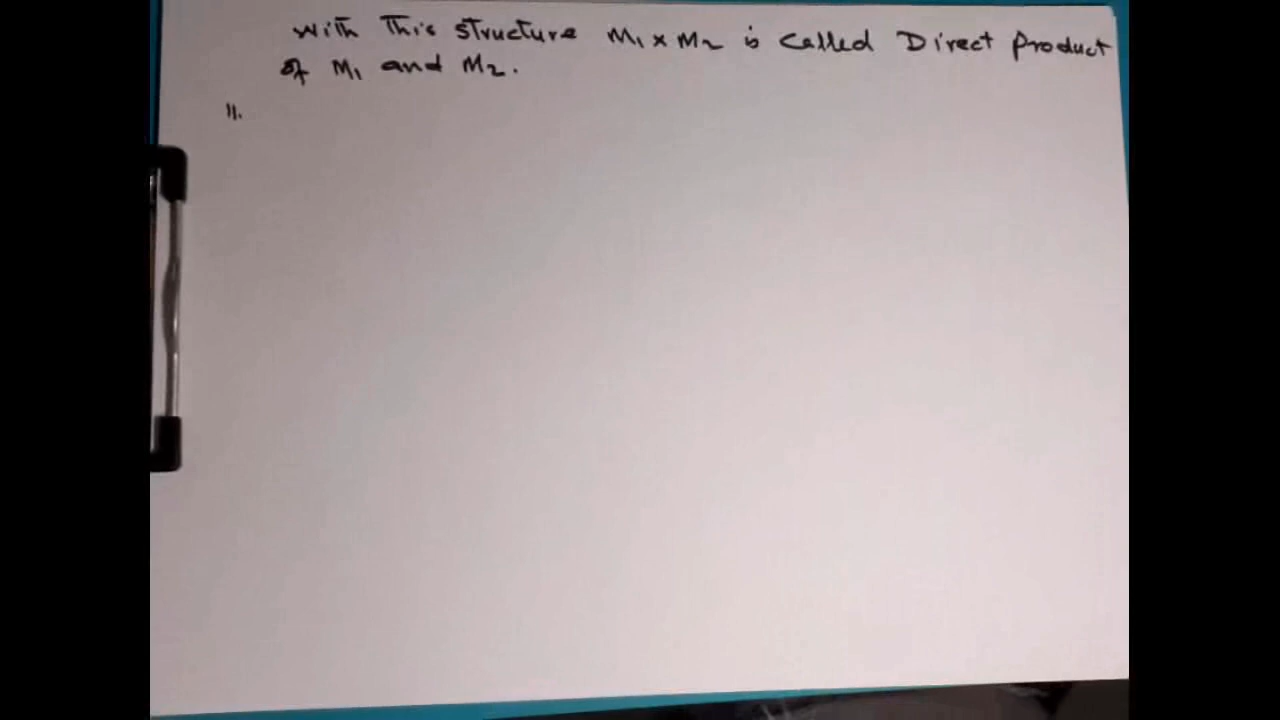 with This structure M₁ × M₂ is called Direct product
of M₁ and M₂.
11.